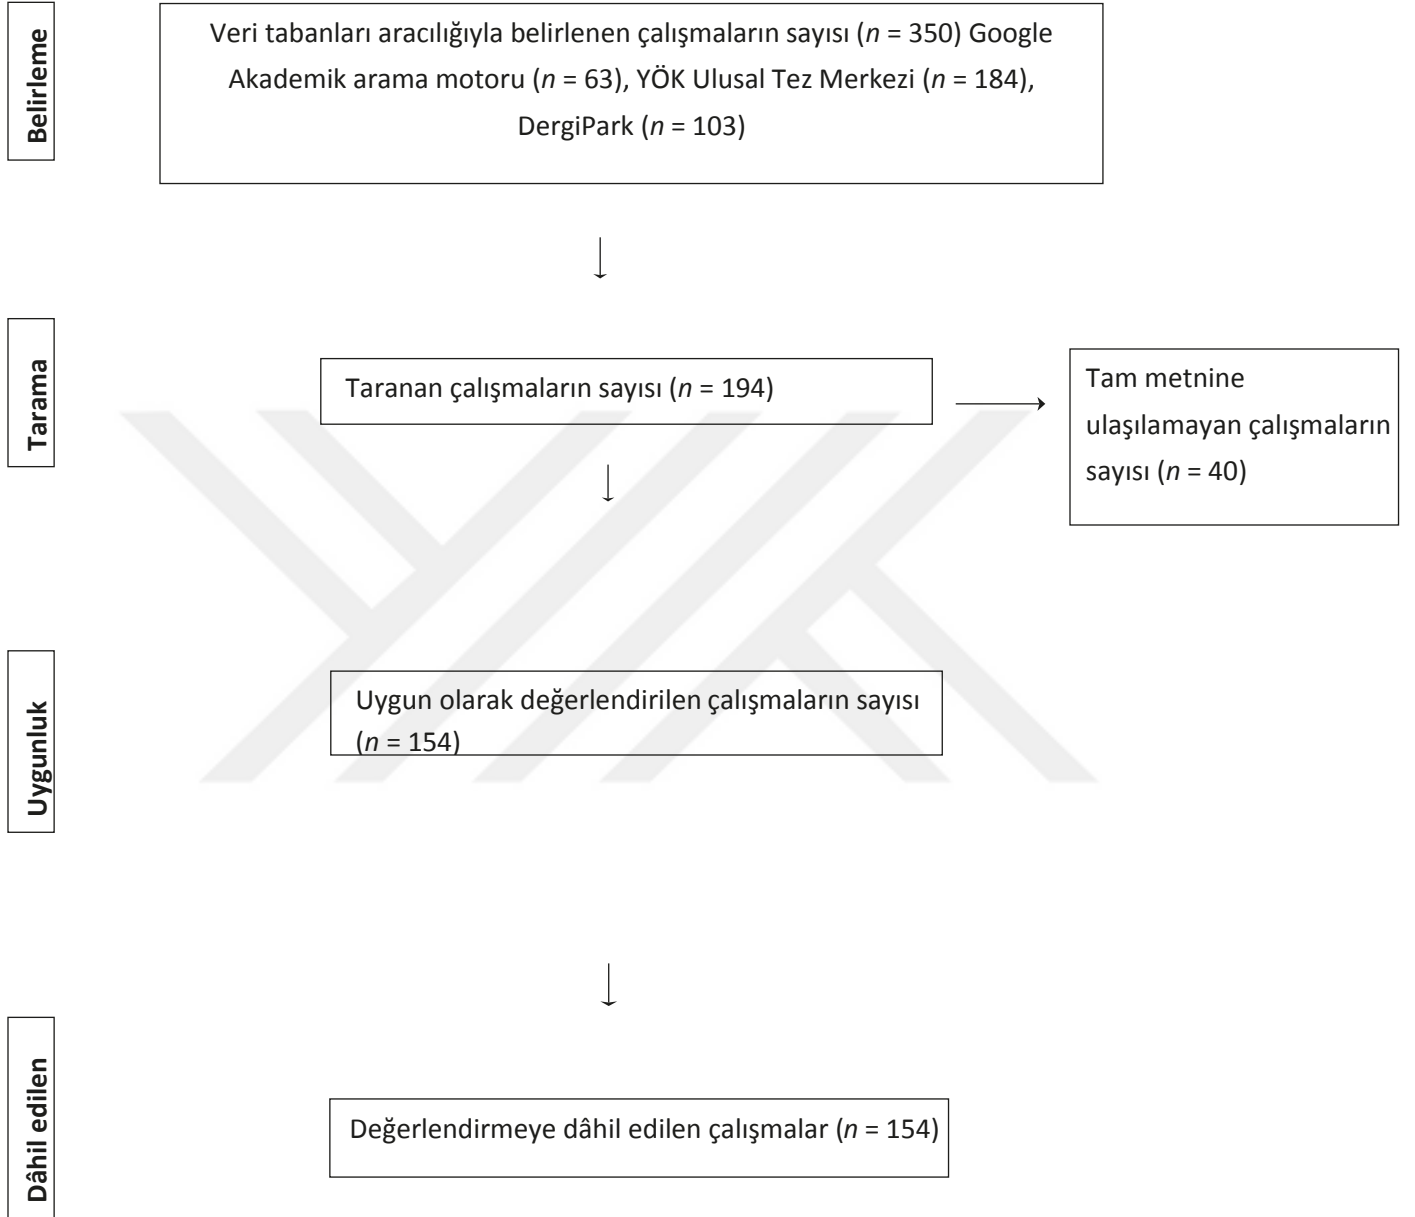 Belirleme
Veri tabanları aracılığıyla belirlenen çalışmaların sayısı (n = 350) Google
Akademik arama motoru (n = 63), YÖK Ulusal Tez Merkezi (n = 184),
DergiPark (n = 103)
Tarama
Taranan çalışmaların sayısı (n = 194)
Tam metnine
ulaşılamayan çalışmaların
sayısı (n = 40)
Uygunluk
Uygun olarak değerlendirilen çalışmaların sayısı
(n = 154)
Dâhil edilen
Değerlendirmeye dâhil edilen çalışmalar (n = 154)